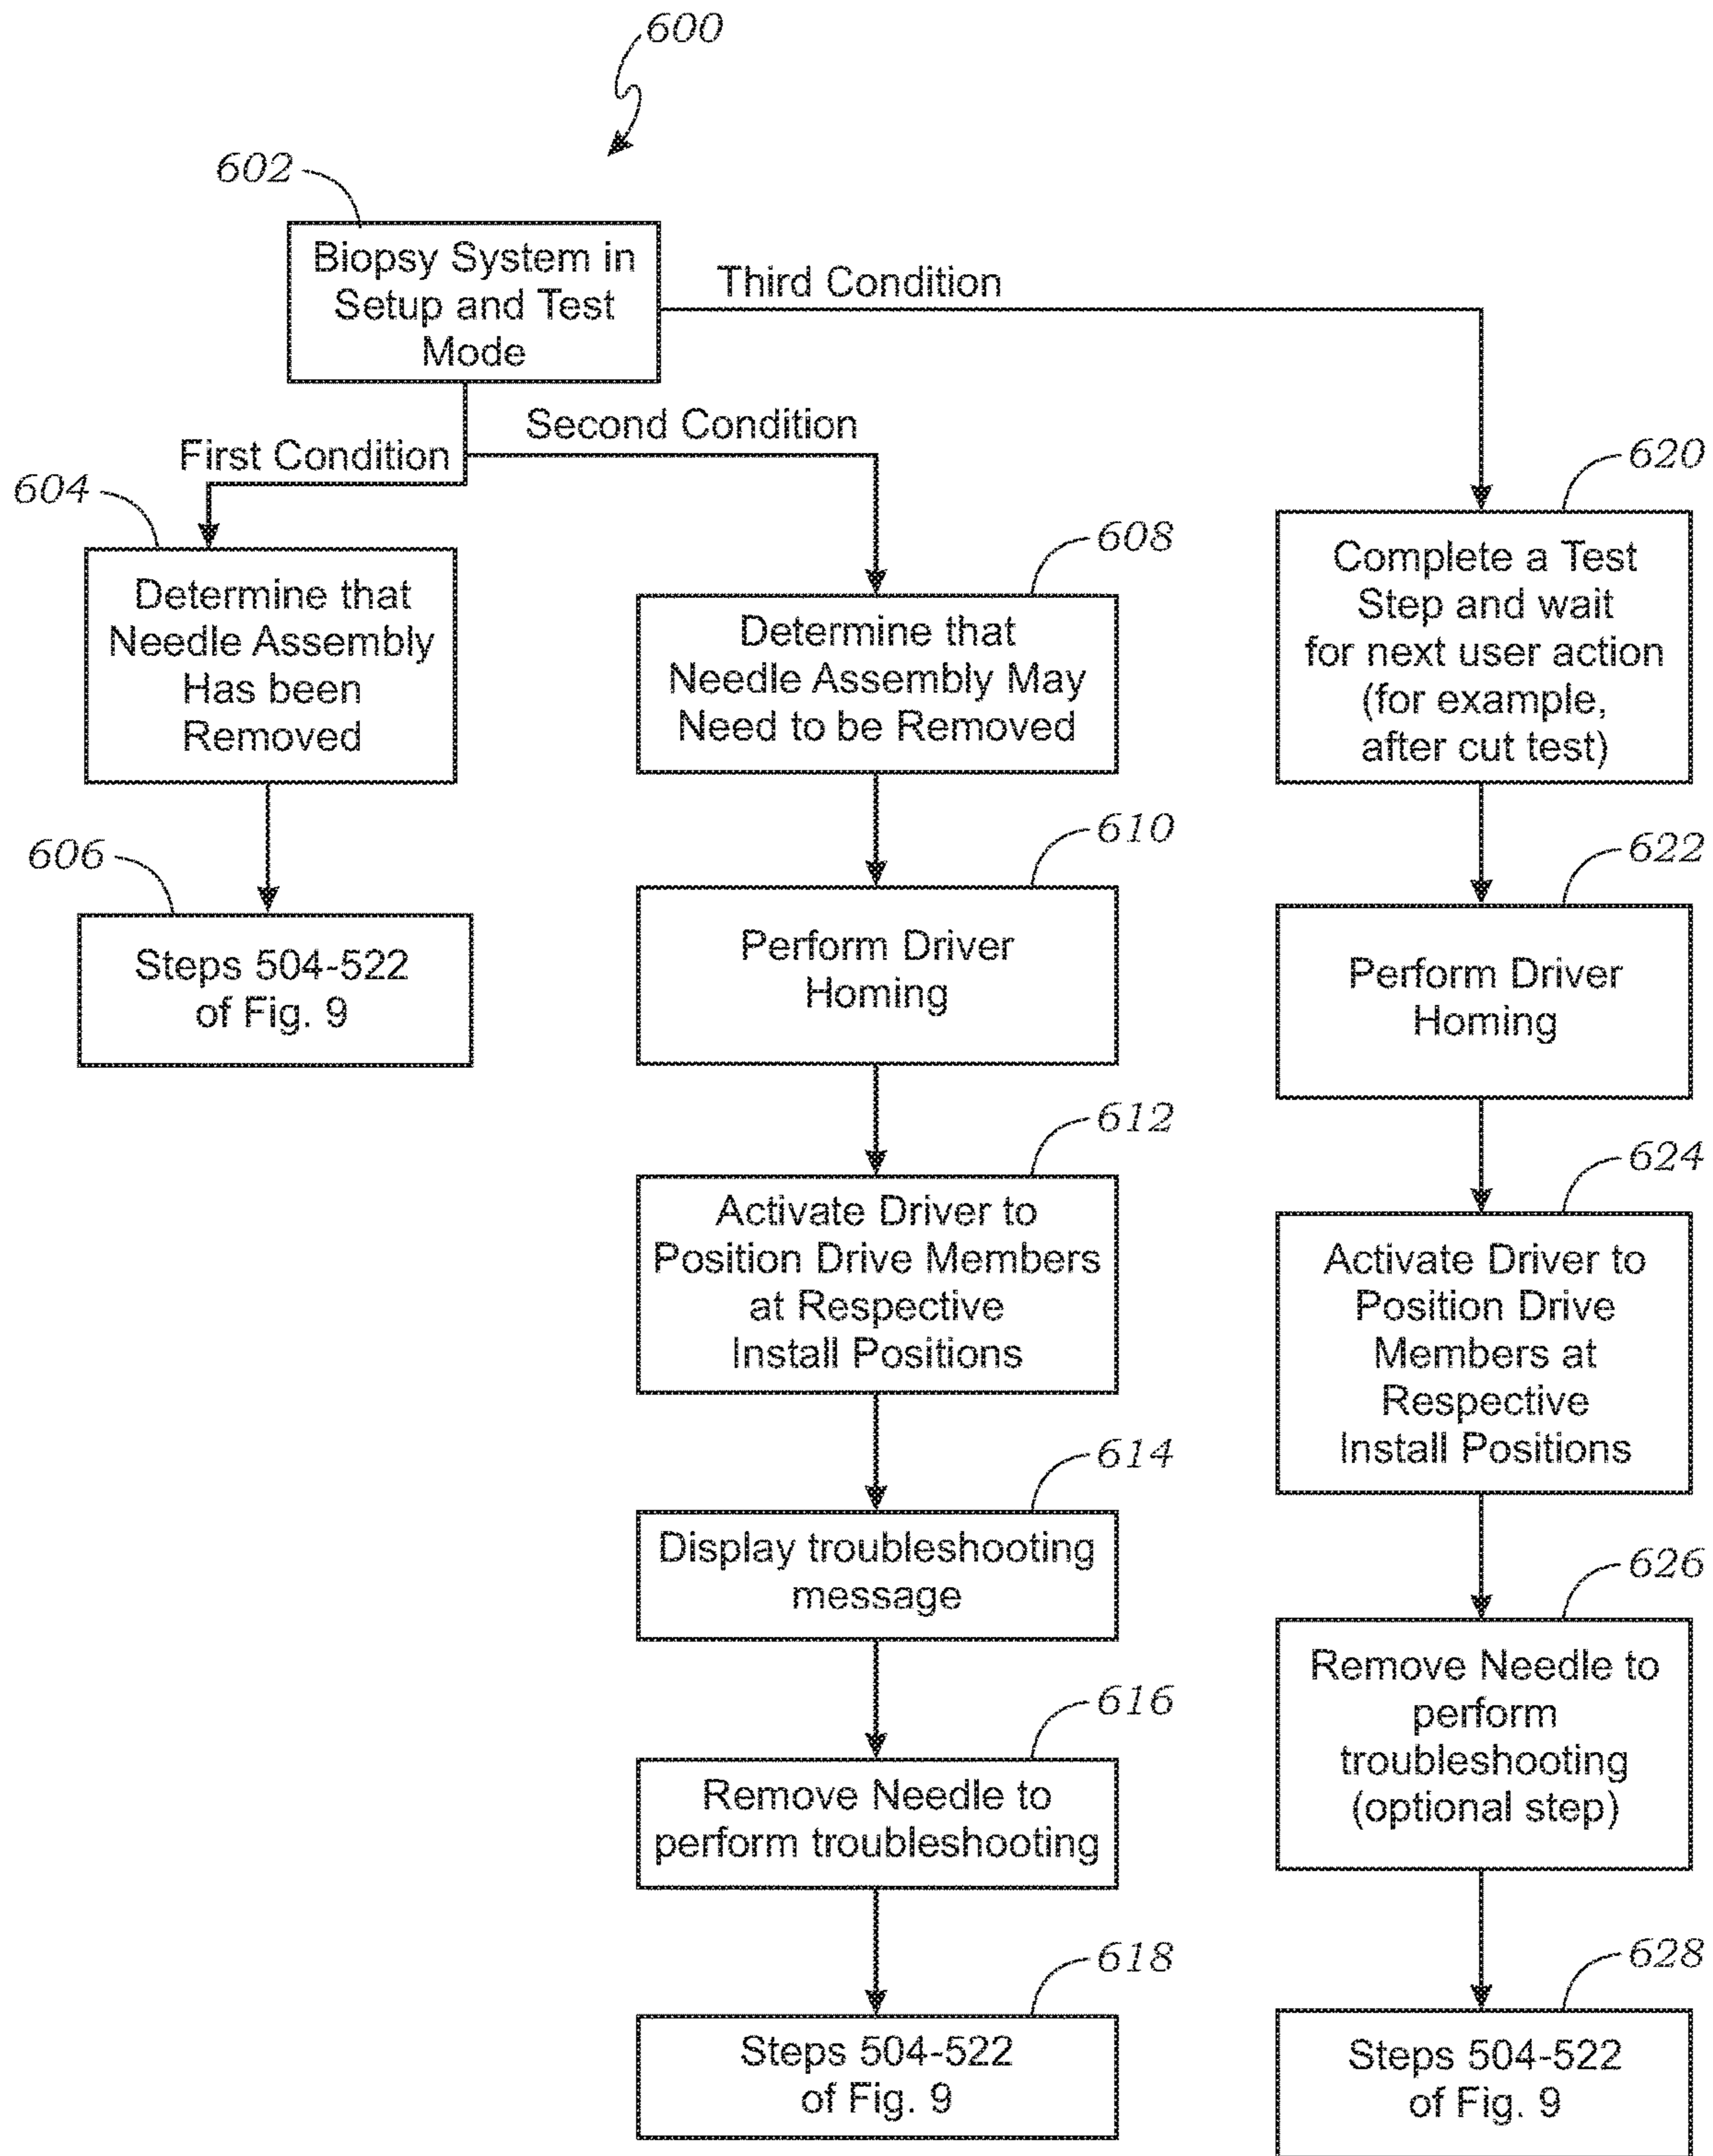 600
602
Biopsy System in
Setup and Test
Mode
Third Condition
Second Condition
First Condition
604
Determine that
Needle Assembly
Has been
Removed
606
Steps 504-522
of Fig. 9
608
Determine that
Needle Assembly May
Need to be Removed
610
Perform Driver
Homing
612
Activate Driver to
Position Drive Members
at Respective
Install Positions
614
Display troubleshooting
message
616
Remove Needle to
perform troubleshooting
618
Steps 504-522
of Fig. 9
620
Complete a Test
Step and wait
for next user action
(for example,
after cut test)
622
Perform Driver
Homing
624
Activate Driver to
Position Drive
Members at
Respective
Install Positions
626
Remove Needle to
perform
troubleshooting
(optional step)
628
Steps 504-522
of Fig. 9